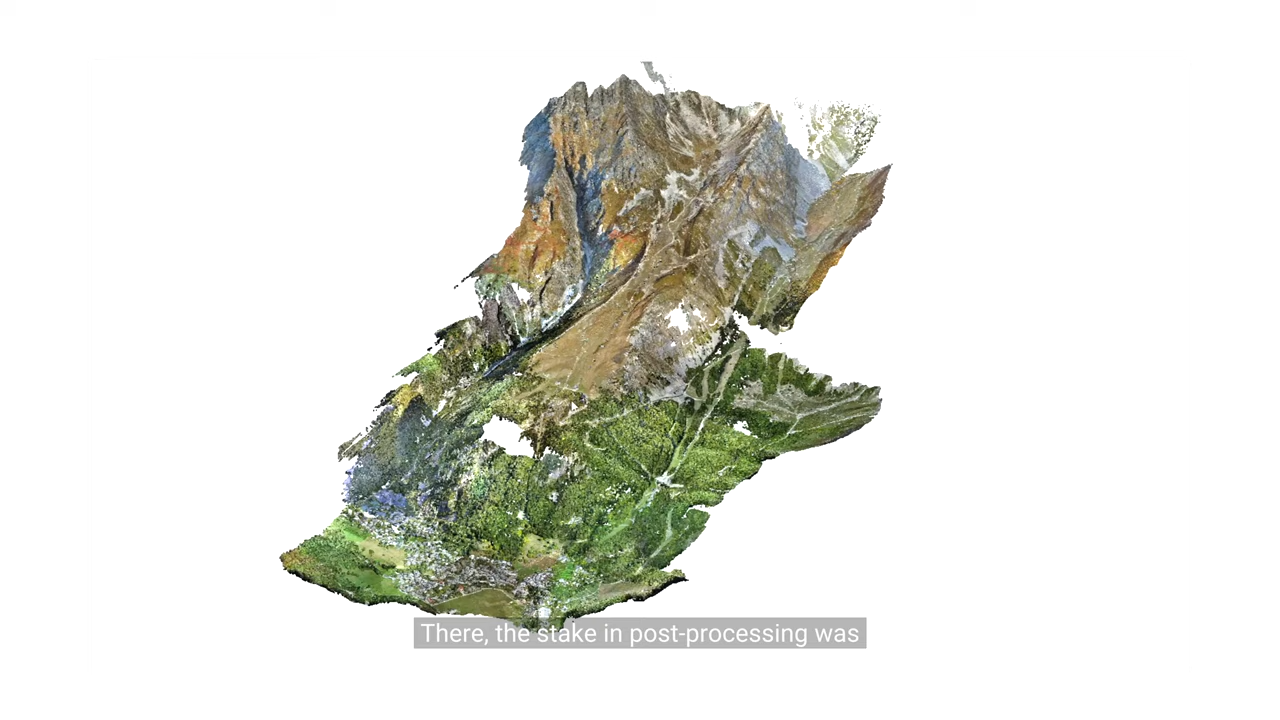 There, the stake in post-processing was